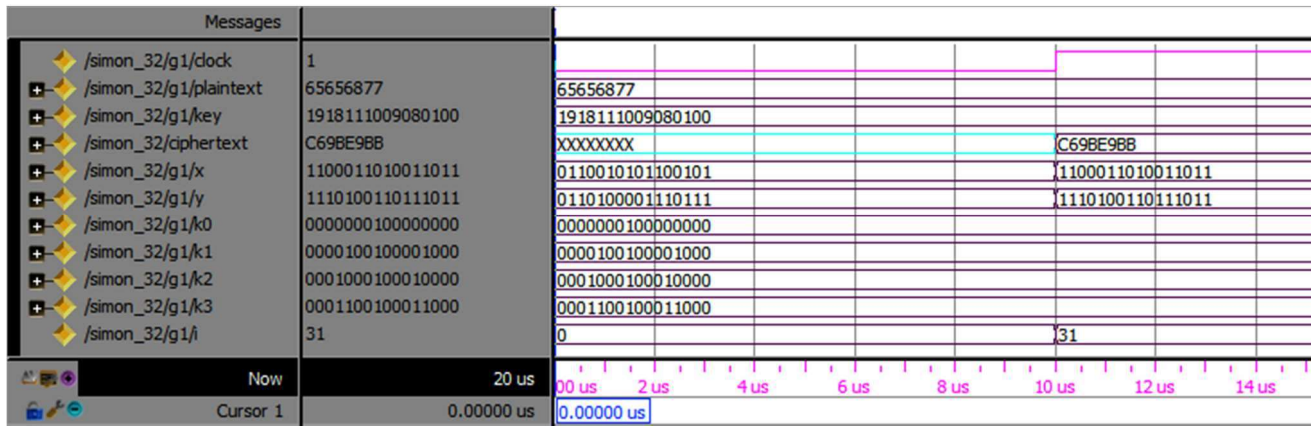 Messages
/simon_32/g1/clock 1
/simon_32/g1/plaintext 65656877 65656877
/simon_32/g1/key 1918111009080100 1918111009080100
/simon_32/ciphertext C69BE9BB XXXXXXXX C69BE9BB
/simon_32/g1/x 1100011010011011 0110010101100101 1100011010011011
/simon_32/g1/y 1110100110111011 0110100001110111 1110100110111011
/simon_32/g1/k0 0000000100000000 0000000100000000
/simon_32/g1/k1 0000100100001000 0000100100001000
/simon_32/g1/k2 0001000100010000 0001000100010000
/simon_32/g1/k3 0001100100011000 0001100100011000
/simon_32/g1/i 31 0 31
Now 20 us 00 us 2 us 4 us 6 us 8 us 10 us 12 us 14 us
Cursor 1 0.00000 us 0.00000 us